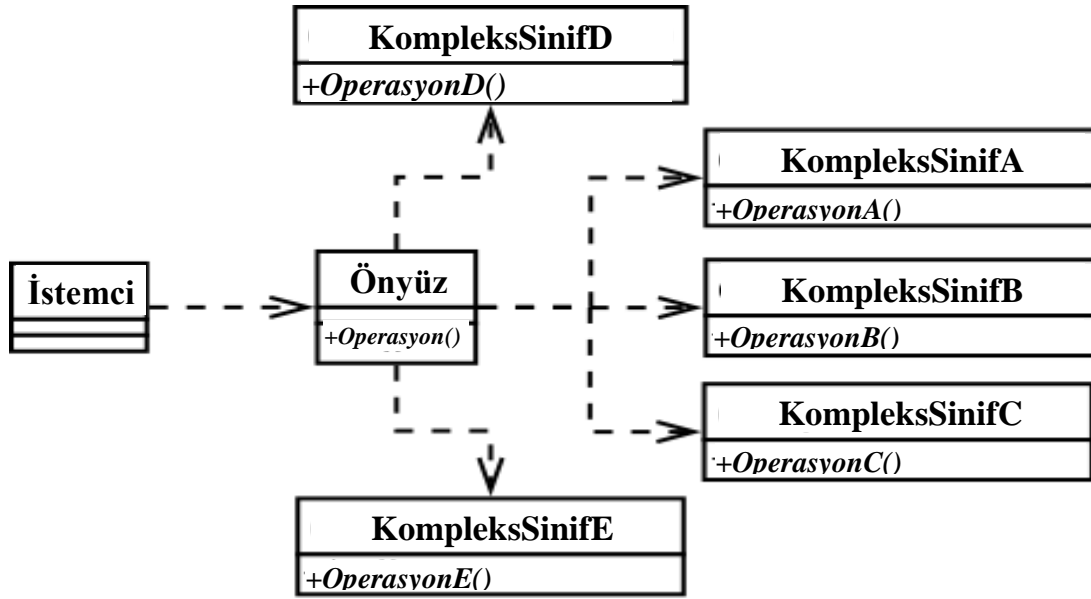 KompleksSinifD
+OperasyonD()
KompleksSinifA
+OperasyonA()
İstemci
Önyüz
+Operasyon()
KompleksSinifB
+OperasyonB()
KompleksSinifC
+OperasyonC()
KompleksSinifE
+OperasyonE()